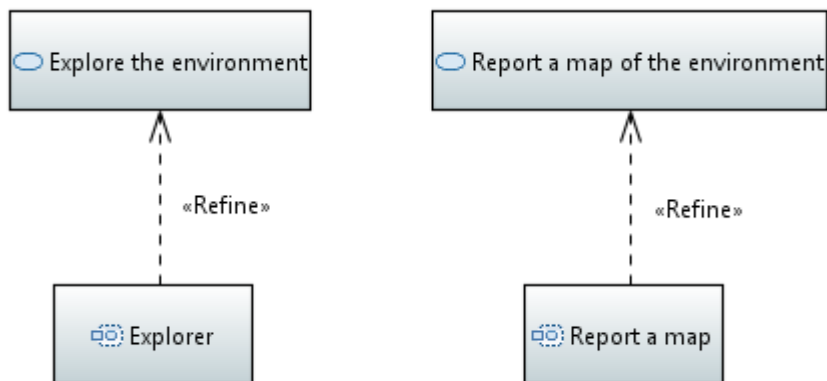 Explore the environment
Report a map of the environment
«Refine»
«Refine»
Explorer
Report a map